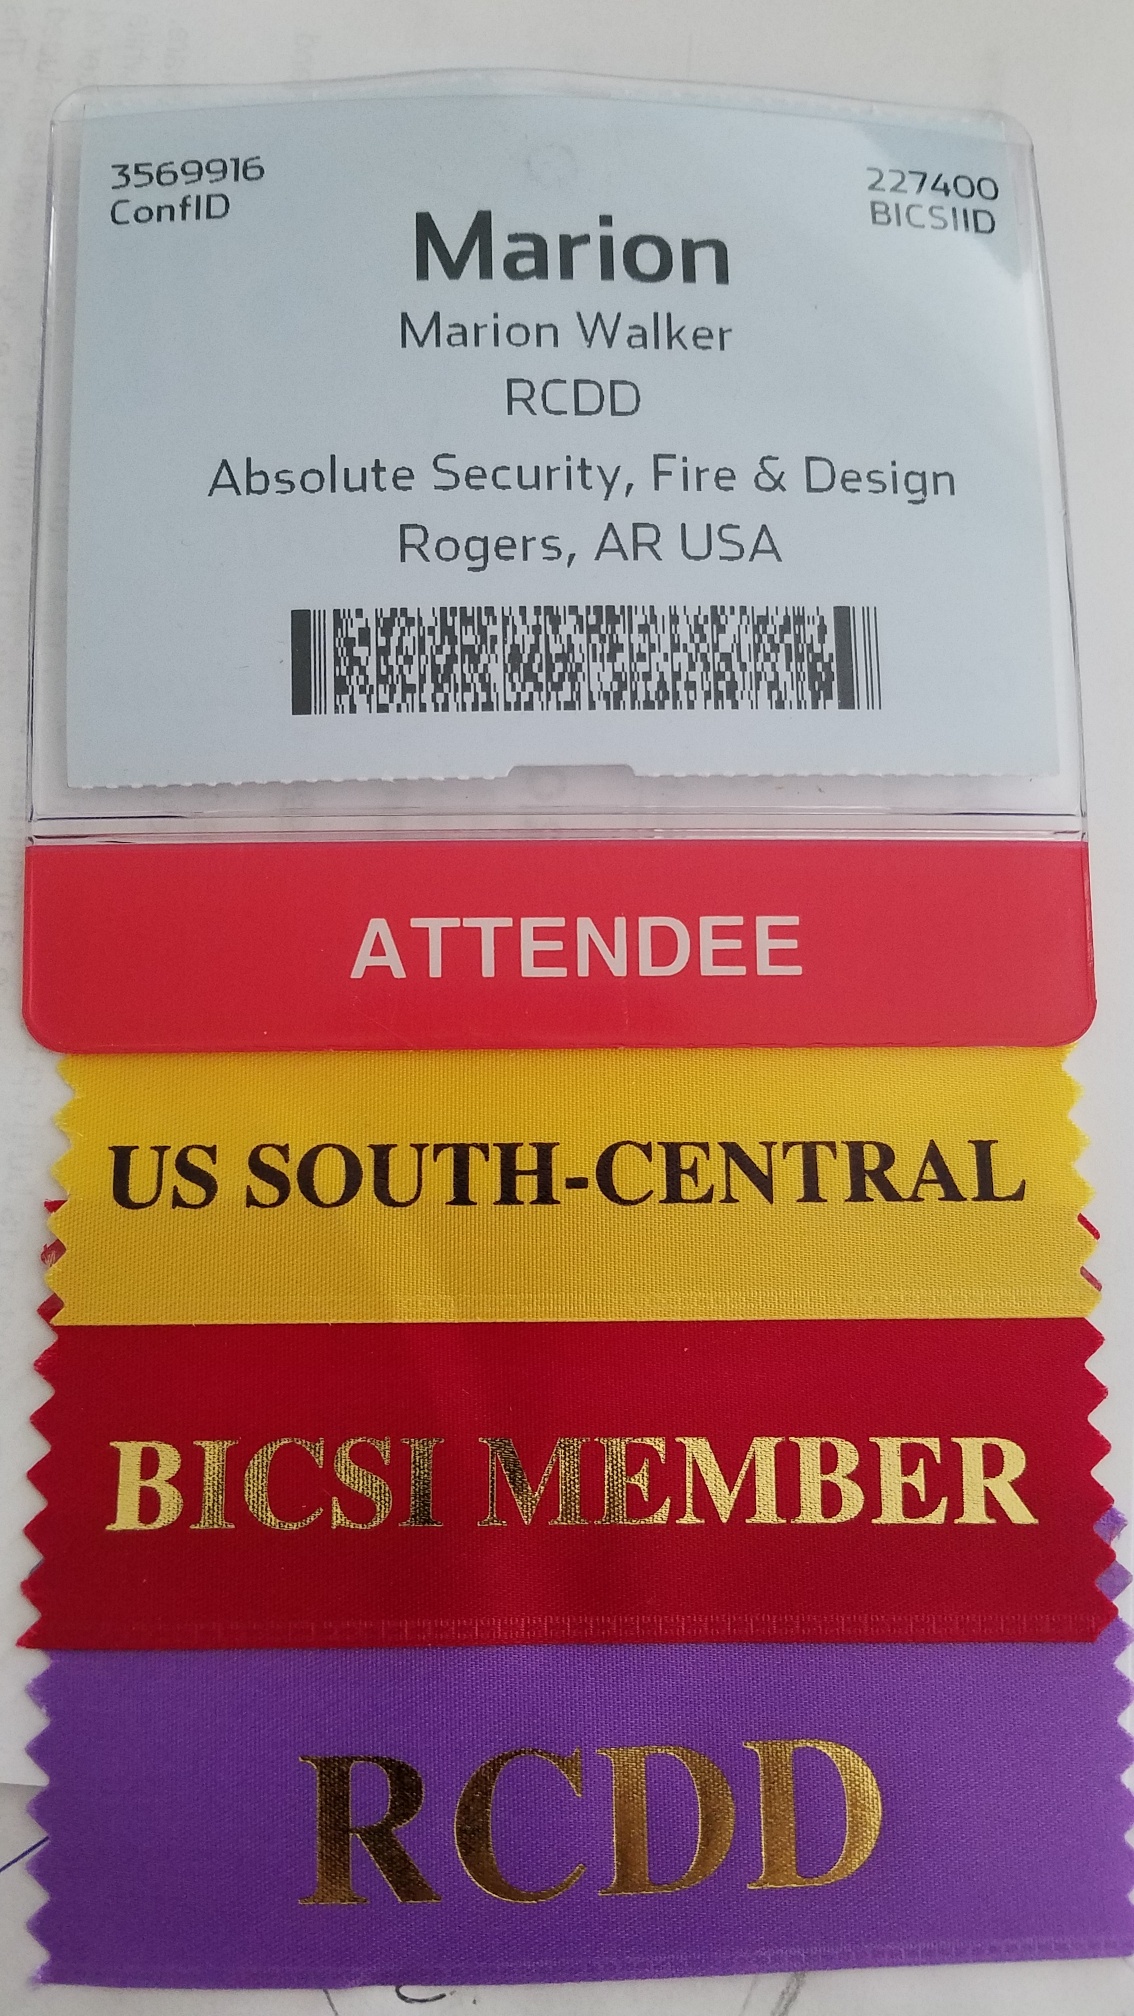 3569916
ConfID
227400
BICSIID
Marion
Marion Walker
RCDD
Absolute Security, Fire & Design
Rogers, AR USA
ATTENDEE
US SOUTH-CENTRAL
BICSI MEMBER
RCDD